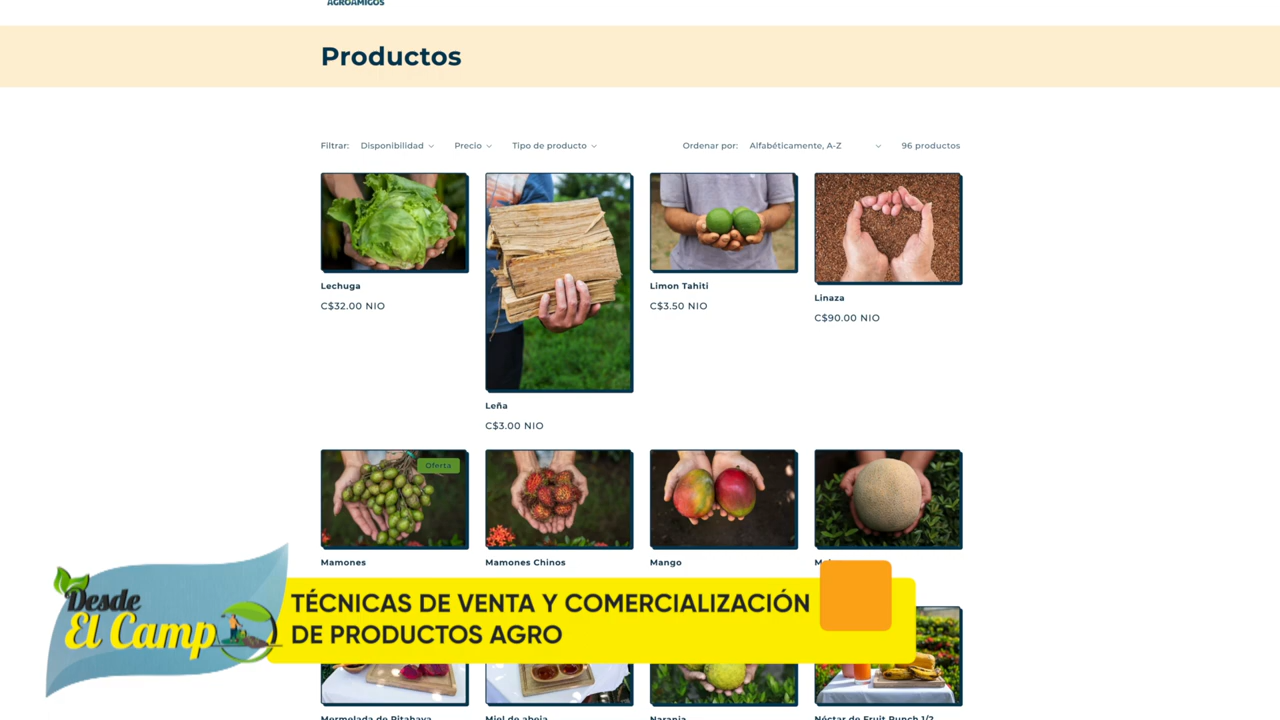 AGROAMIGOS
Productos
Filtrar: Disponibilidad Precio Tipo de producto Ordenar por: Alfabéticamente, A-Z 96 productos
Lechuga
C$32.00 NIO
Leña
C$3.00 NIO
Limon Tahiti
C$3.50 NIO
Linaza
C$90.00 NIO
Oferta
Mamones
Mamones Chinos
Mango
Desde
El Campo
TÉCNICAS DE VENTA Y COMERCIALIZACIÓN
DE PRODUCTOS AGRO
Mermelada de Pitahaya
Miel de abeja
Naranja
Néctar de Fruit Punch 1/2